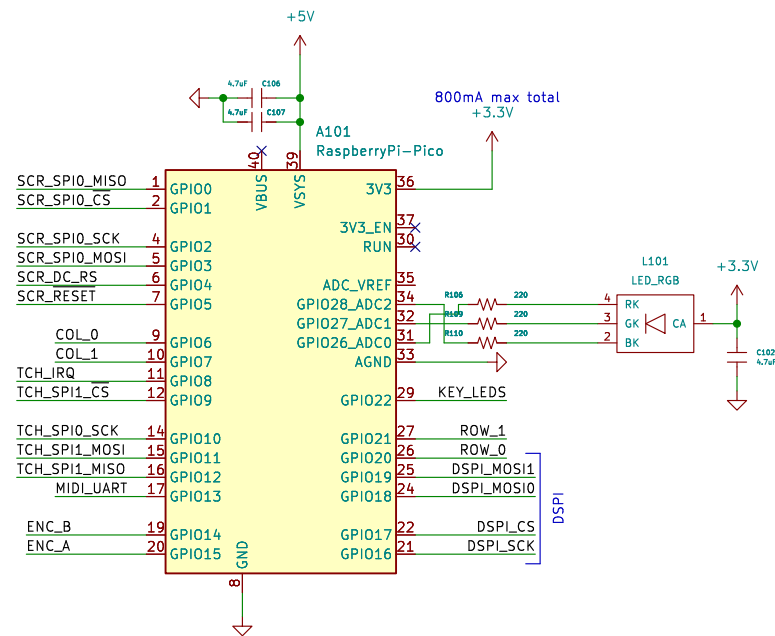 +5V
4.7uF C106
4.7uF C107
800mA max total
+3.3V
A101
RaspberryPi-Pico
40 39
VBUS VSYS
SCR_SPI0_MISO 1 GPIO0
SCR_SPI0_CS 2 GPIO1
SCR_SPI0_SCK 4 GPIO2
SCR_SPI0_MOSI 5 GPIO3
SCR_DC_RS 6 GPIO4
SCR_RESET 7 GPIO5
COL_0 9 GPIO6
COL_1 10 GPIO7
TCH_IRQ 11 GPIO8
TCH_SPI1_CS 12 GPIO9
TCH_SPI0_SCK 14 GPIO10
TCH_SPI1_MOSI 15 GPIO11
TCH_SPI1_MISO 16 GPIO12
MIDI_UART 17 GPIO13
ENC_B 19 GPIO14
ENC_A 20 GPIO15
GND
8
3V3 36
3V3_EN 37
RUN 30
ADC_VREF 35
GPIO28_ADC2 34
GPIO27_ADC1 32
GPIO26_ADC0 31
AGND 33
GPIO22 29 KEY_LEDS
GPIO21 27 ROW_1
GPIO20 26 ROW_0
GPIO19 25 DSPI_MOSI1
GPIO18 24 DSPI_MOSI0
GPIO17 22 DSPI_CS
GPIO16 21 DSPI_SCK
DSPI
R106 220
R109 220
R110 220
L101
LED_RGB
4 RK
3 GK CA 1
2 BK
+3.3V
C102
4.7uF